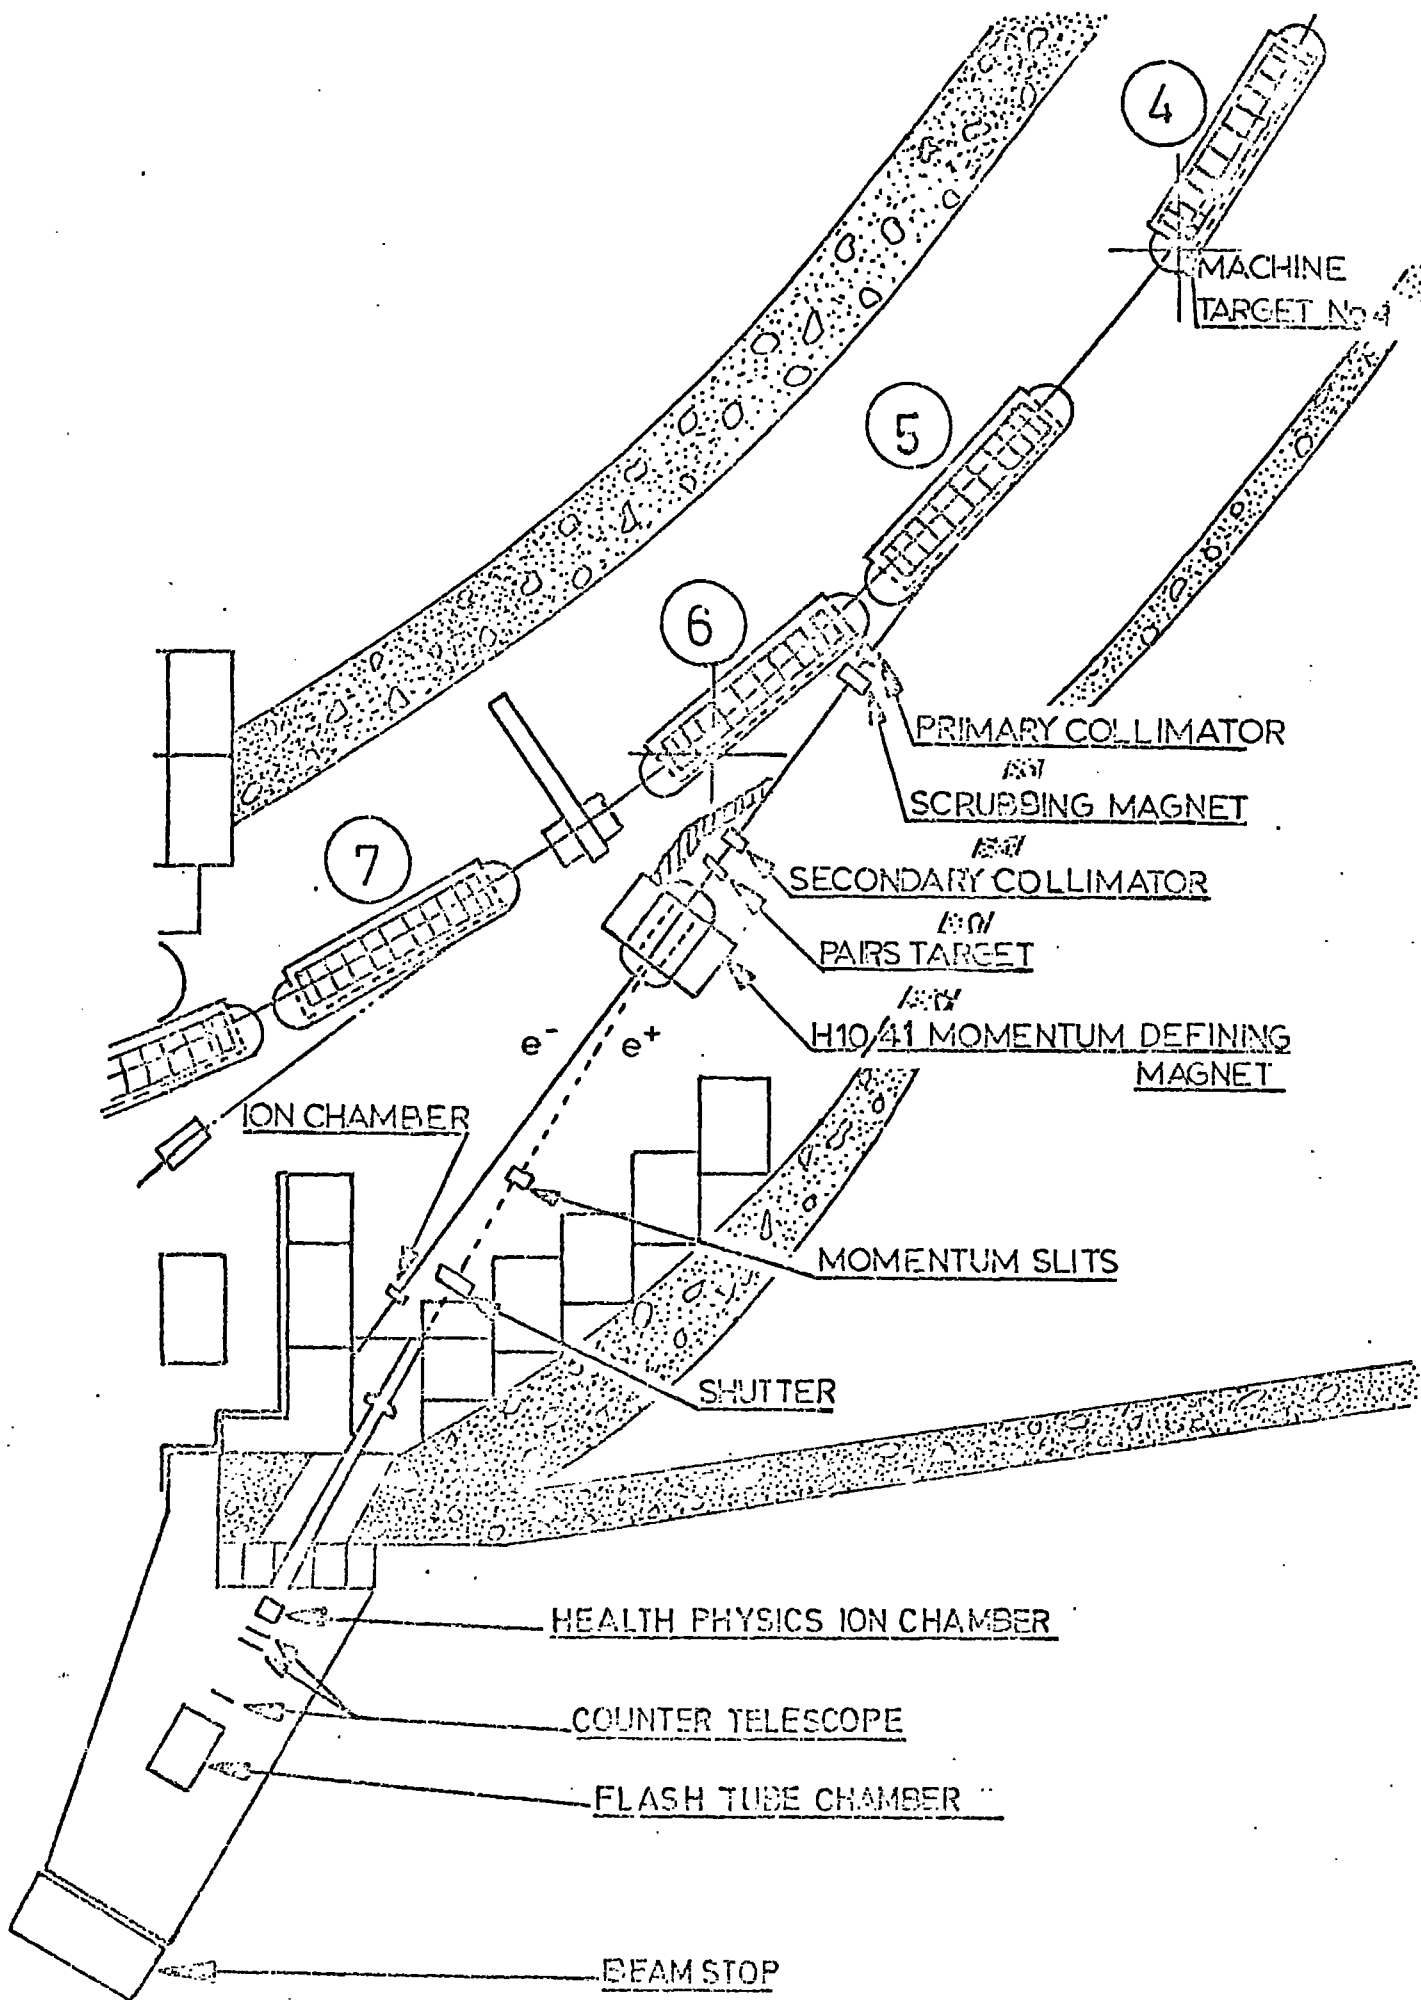 4
MACHINE
TARGET No 4
5
6
PRIMARY COLLIMATOR
SCRUBBING MAGNET
7
SECONDARY COLLIMATOR
PAIRS TARGET
e⁻ e⁺
H10/41 MOMENTUM DEFINING
MAGNET
ION CHAMBER
MOMENTUM SLITS
SHUTTER
HEALTH PHYSICS ION CHAMBER
COUNTER TELESCOPE
FLASH TUBE CHAMBER
BEAM STOP